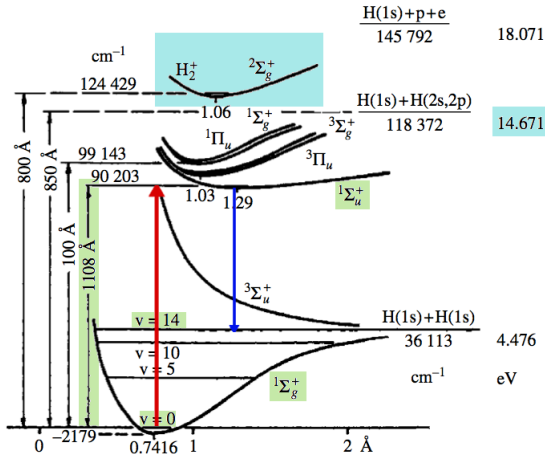 H(1s)+p+e
145 792
18.071
cm⁻¹
H₂⁺
²Σg⁺
124 429
1.06
H(1s)+H(2s,2p)
118 372
14.671
¹Σg⁺
³Σg⁺
¹Πu
³Πu
99 143
90 203
1.03
1.29
¹Σu⁺
800 Å
850 Å
100 Å
1108 Å
³Σu⁺
v = 14
H(1s)+H(1s)
36 113
4.476
v = 10
v = 5
¹Σg⁺
cm⁻¹
eV
v = 0
−2179
0
0.7416
1
2
Å